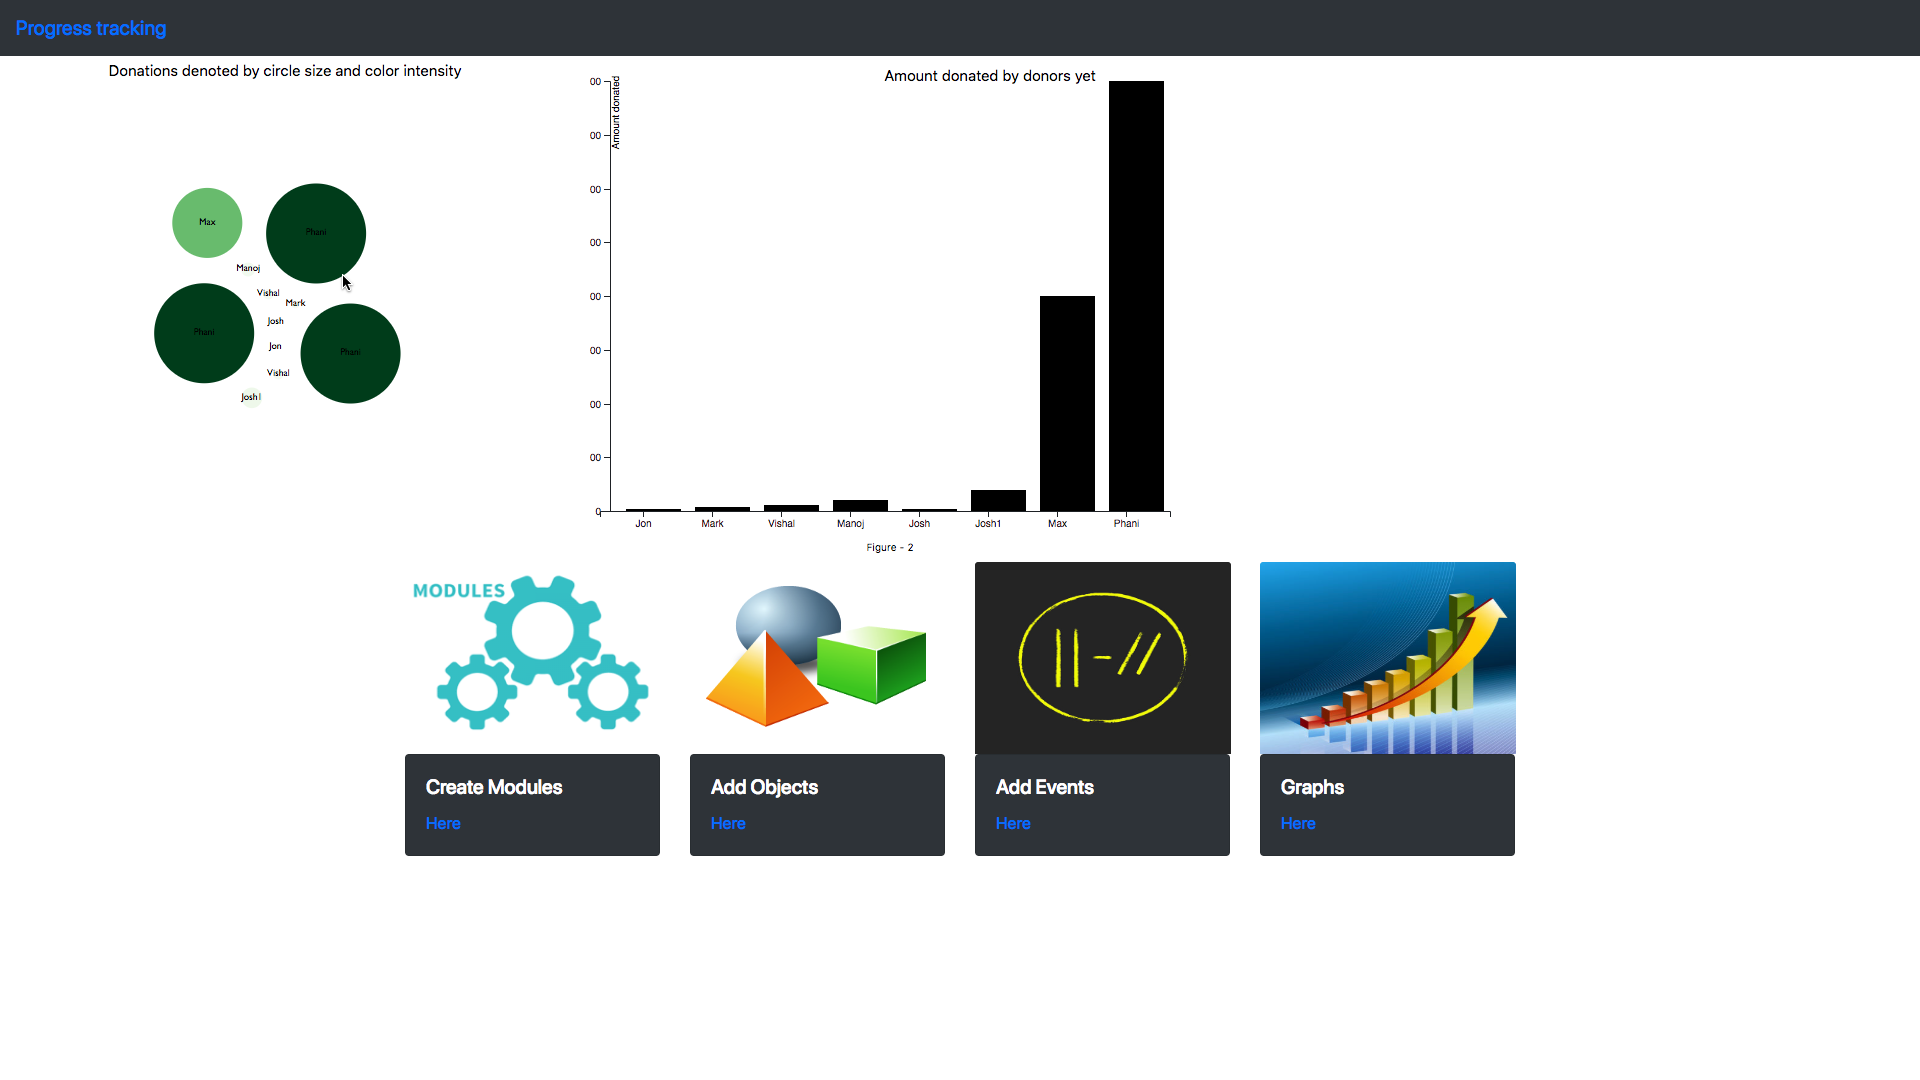 Progress tracking
Donations denoted by circle size and color intensity
Max
Phani
Manoj
Vishal
Mark
Josh
Phani
Jon
Phani
Vishal
Josh1
Amount donated by donors yet
Amount donated
00
00
00
00
00
00
00
00
0
Jon Mark Vishal Manoj Josh Josh1 Max Phani
Figure - 2
MODULES
Create Modules
Here
Add Objects
Here
Add Events
Here
Graphs
Here